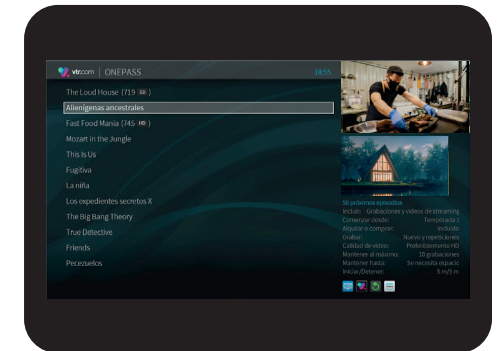 vtr.com | ONEPASS 18:55
The Loud House (719 SD )
Alienígenas ancestrales
Fast Food Mania (745 HD )
Mozart in the Jungle
This Is Us
Fugitiva
La niña
Los expedientes secretos X
The Big Bang Theory
True Detective
Friends
Pecezuelos
50 próximos episodios
Incluir: Grabaciones y videos de streaming
Comenzar desde: Temporada 1
Alquilar o comprar: Incluido
Grabar: Nuevo y repeticiones
Calidad de video: Preferiblemente HD
Mantener al máximo: 10 grabaciones
Mantener hasta: Se necesita espacio
Iniciar/Detener: 5 m/5 m